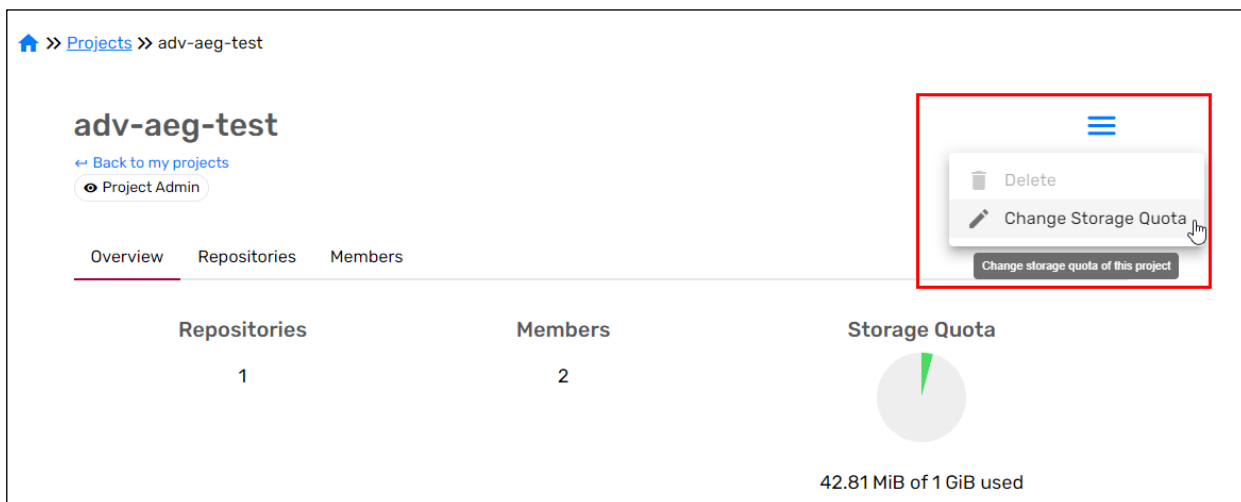 » Projects » adv-aeg-test
adv-aeg-test
↩ Back to my projects
Project Admin
Delete
Change Storage Quota
Change storage quota of this project
Overview Repositories Members
Repositories Members Storage Quota
1 2
42.81 MiB of 1 GiB used